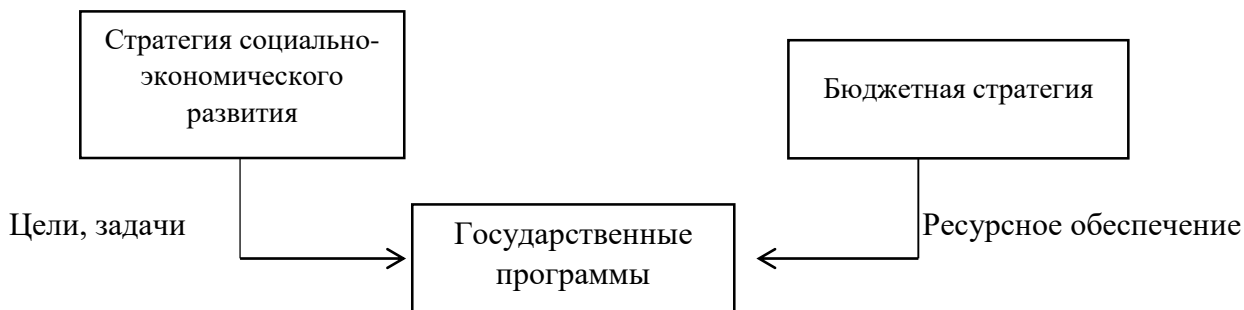 Стратегия социально-
экономического
развития
Бюджетная стратегия
Цели, задачи
Государственные
программы
Ресурсное обеспечение